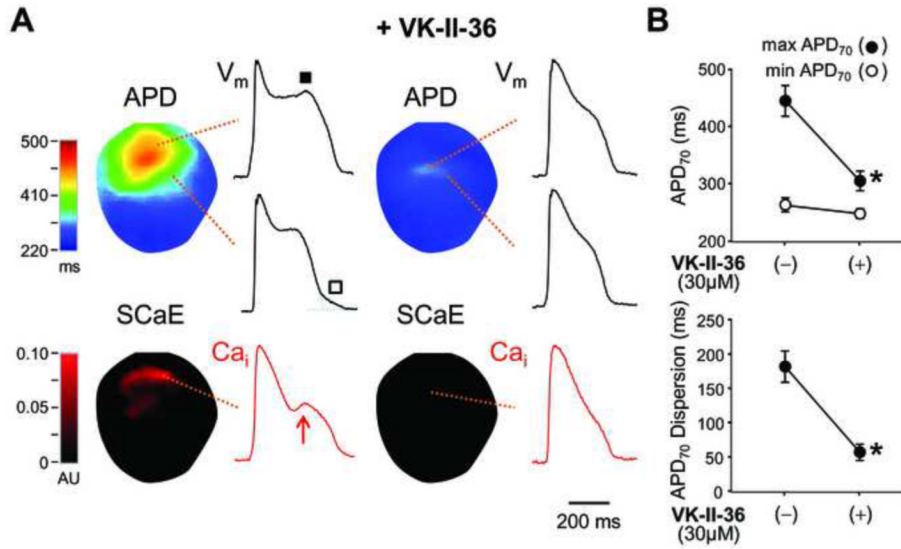 A
+ VK-II-36
APD
Vm
APD
500
410
220
ms
SCaE
Cai
SCaE
Cai
0.10
0.05
0
AU
200 ms
B
max APD70 (●)
min APD70 (○)
500
400
300
200
APD70 (ms)
*
VK-II-36 (−) (+)
(30µM)
250
200
150
100
50
0
APD70 Dispersion (ms)
*
VK-II-36 (−) (+)
(30µM)